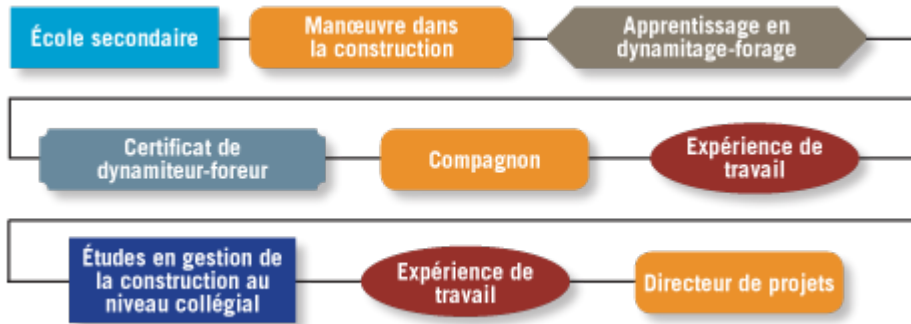 École secondaire
Manœuvre dans
la construction
Apprentissage en
dynamitage-forage
Certificat de
dynamiteur-foreur
Compagnon
Expérience de
travail
Études en gestion de
la construction au
niveau collégial
Expérience de
travail
Directeur de projets